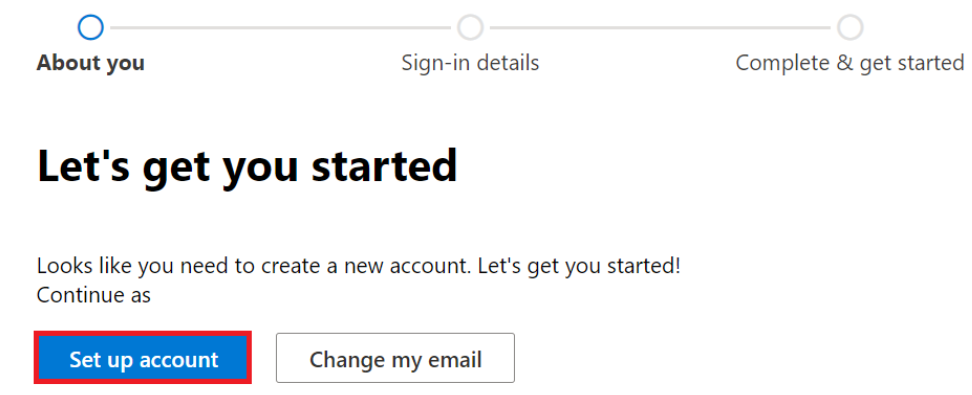 About you
Sign-in details
Complete & get started
Let's get you started
Looks like you need to create a new account. Let's get you started!
Continue as
Set up account
Change my email